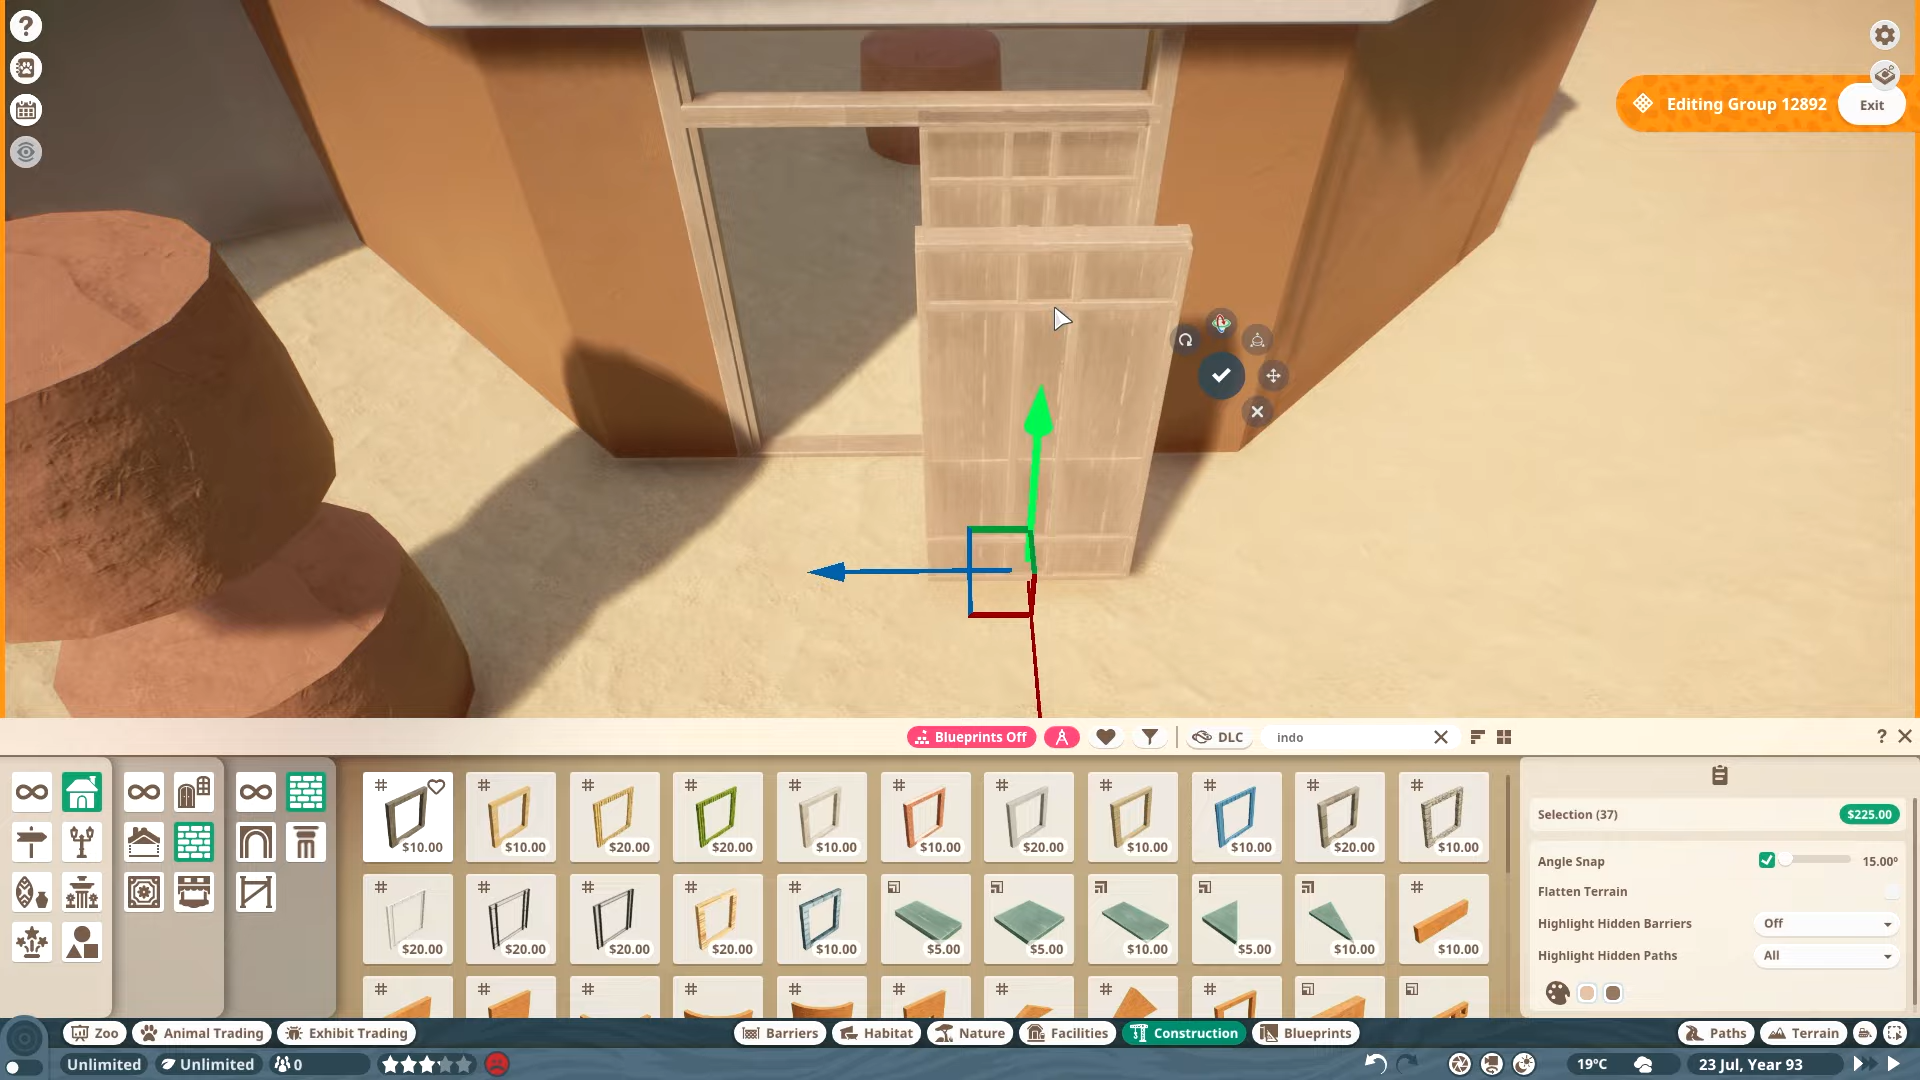 Editing Group 12892
Exit
Blueprints Off
DLC
indo
$10.00
$10.00
$20.00
$20.00
$10.00
$10.00
$20.00
$10.00
$10.00
$20.00
$10.00
$20.00
$20.00
$20.00
$20.00
$10.00
$5.00
$5.00
$10.00
$5.00
$10.00
$10.00
Selection (37)
$225.00
Angle Snap
15.00º
Flatten Terrain
Highlight Hidden Barriers
Off
Highlight Hidden Paths
All
Zoo
Animal Trading
Exhibit Trading
Barriers
Habitat
Nature
Facilities
Construction
Blueprints
Paths
Terrain
Unlimited
Unlimited
0
19ºC
23 Jul, Year 93